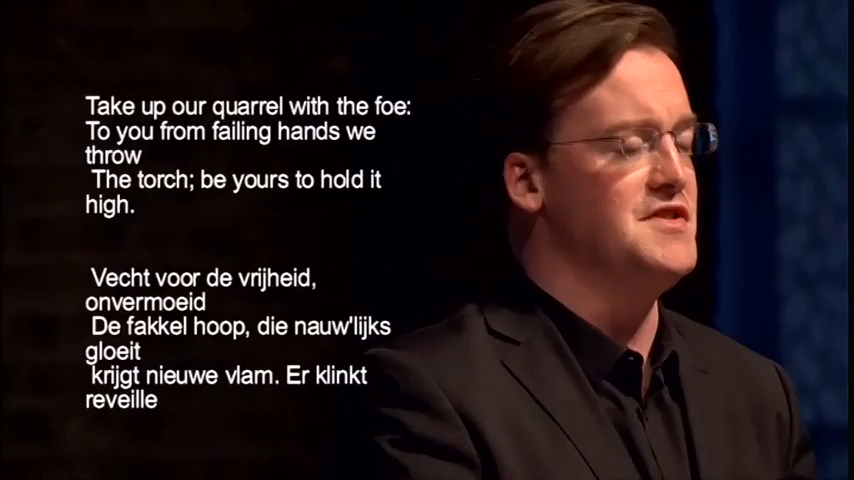 Take up our quarrel with the foe:
To you from failing hands we
throw
The torch; be yours to hold it
high.
Vecht voor de vrijheid,
onvermoeid
De fakkel hoop, die nauw'lijks
gloeit
krijgt nieuwe vlam. Er klinkt
reveille